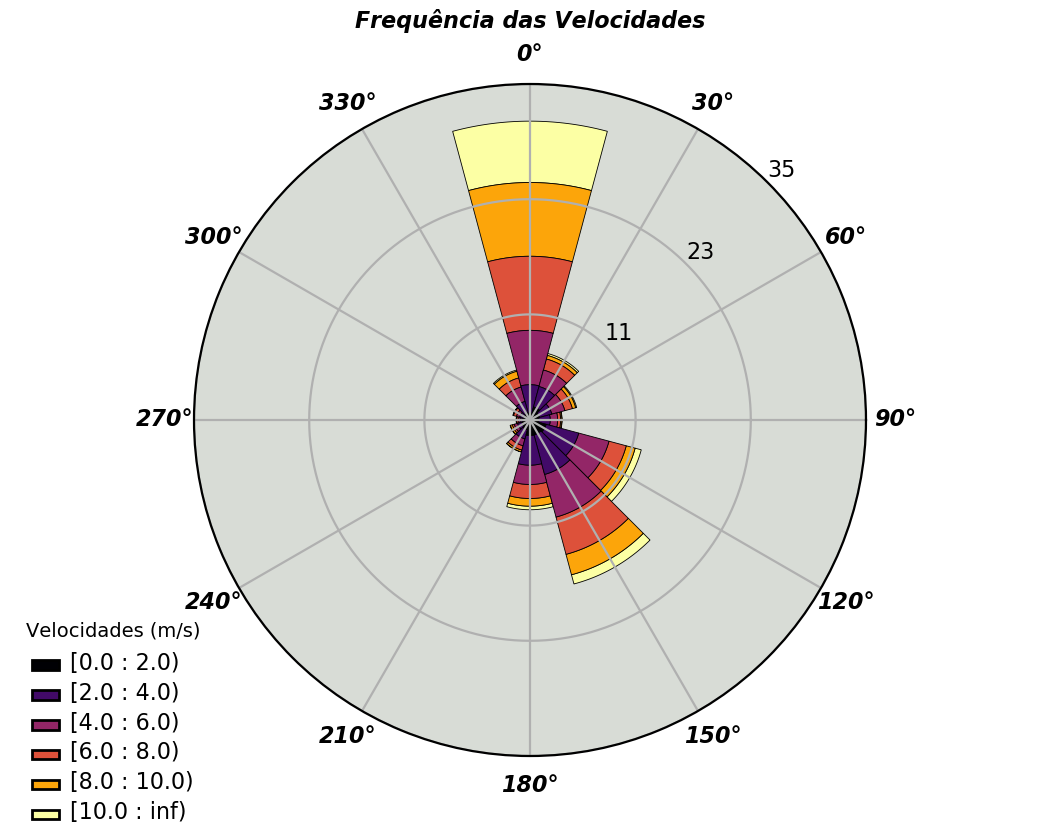 Frequência das Velocidades
0°
330°
30°
35
300°
60°
23
11
270°
90°
240°
120°
210°
150°
180°
Velocidades (m/s)
[0.0 : 2.0)
[2.0 : 4.0)
[4.0 : 6.0)
[6.0 : 8.0)
[8.0 : 10.0)
[10.0 : inf)